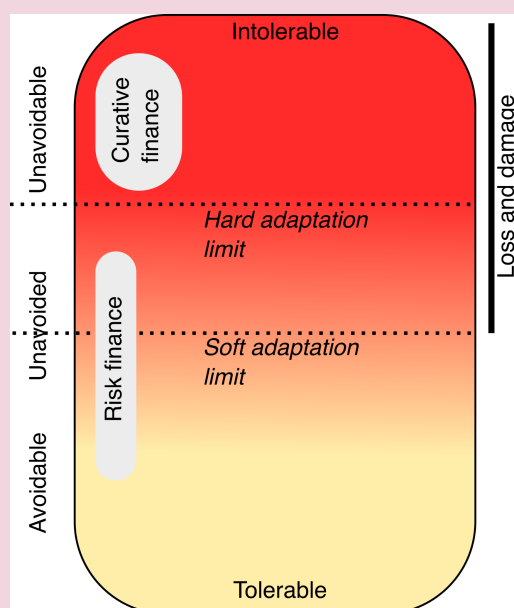 Intolerable
Unavoidable
Curative
finance
Loss and damage
Hard adaptation
limit
Unavoided
Risk finance
Soft adaptation
limit
Avoidable
Tolerable